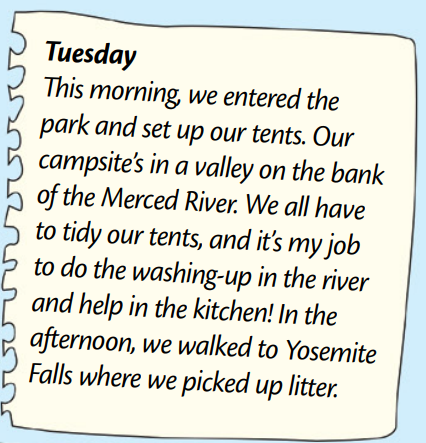 Tuesday
This morning, we entered the
park and set up our tents. Our
campsite's in a valley on the bank
of the Merced River. We all have
to tidy our tents, and it's my job
to do the washing-up in the river
and help in the kitchen! In the
afternoon, we walked to Yosemite
Falls where we picked up litter.